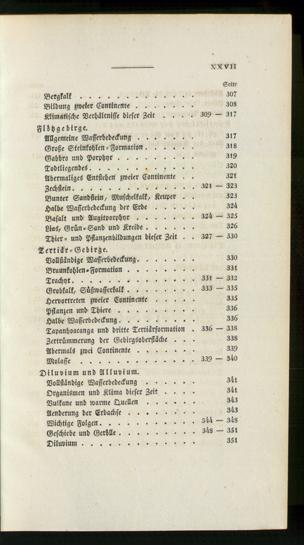 XXVII
Seite
Bergkalk . . . . . . . . . . . . 307
Bildung zweier Continente . . . . . . . 308
Klimatische Verhältnisse dieser Zeit . . . . 309 — 317
Flötzgebirge.
Allgemeine Wasserbedeckung . . . . . . . 317
Große Steinkohlen-Formation . . . . . . 318
Gabbro und Porphyr . . . . . . . . . 319
Todtliegendes . . . . . . . . . . . 320
Abermaliges Entstehen zweier Continente . . 321
Zechstein . . . . . . . . . . . 321 — 323
Bunter Sandstein, Muschelkalk, Keuper . . 323
Halbe Wasserbedeckung der Erde . . . . . 324
Basalt und Augitporphyr . . . . . . 324 — 325
Lias, Grün-Sand und Kreide . . . . . . 326
Thier- und Pflanzenbildungen dieser Zeit . . 327 — 330
Tertiär-Gebirge.
Vollständige Wasserbedeckung . . . . . . 330
Braunkohlen-Formation . . . . . . . . 331
Trachyt . . . . . . . . . . . 331 — 332
Grobkalk, Süßwasserkalk . . . . . . 333 — 335
Hervortreten zweier Continente . . . . . 335
Pflanzen und Thiere . . . . . . . . . 336
Halbe Wasserbedeckung . . . . . . . . 336
Tapanhoacanga und dritte Tertiärformation 336 — 338
Zertrümmerung der Gebirgsoberfläche . . . 338
Abermals zwei Continente . . . . . . . 339
Molasse . . . . . . . . . . . 339 — 340
Diluvium und Alluvium.
Vollständige Wasserbedeckung . . . . . . 341
Organismen und Klima dieser Zeit . . . . 341
Vulkane und warme Quellen . . . . . . 343
Aenderung der Erdachse . . . . . . . . 343
Wichtige Folgen . . . . . . . . . 344 — 348
Geschiebe und Gerölle . . . . . . . 348 — 351
Diluvium . . . . . . . . . . . . 351